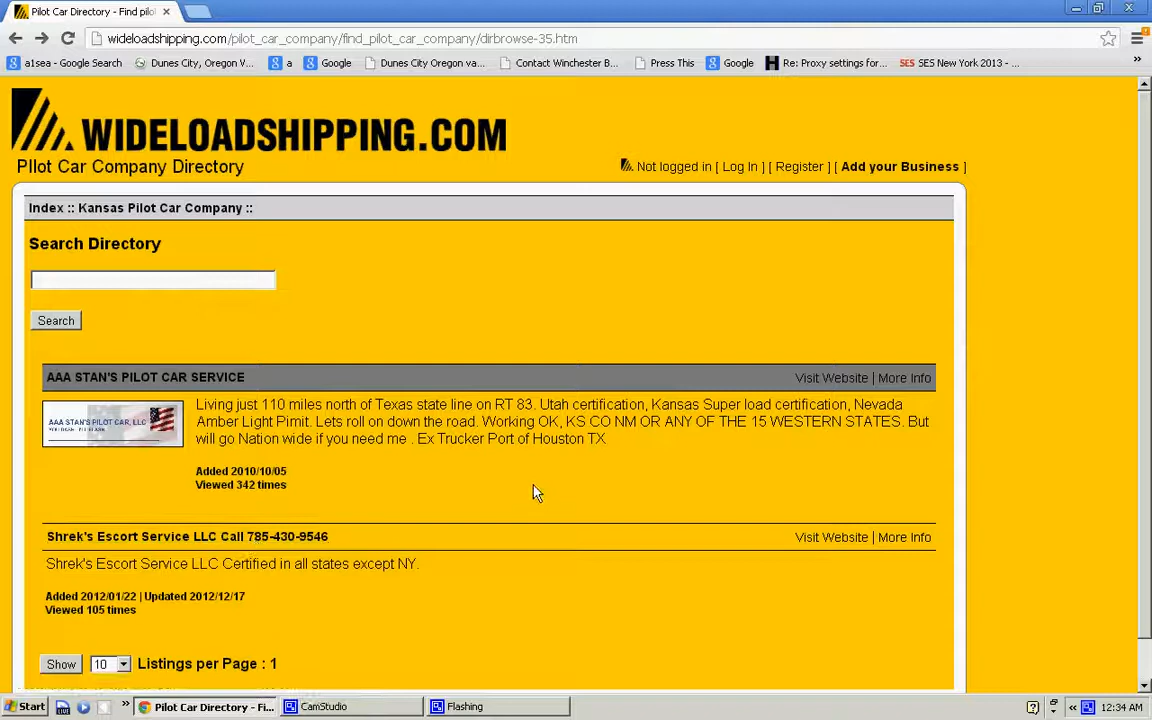 Pilot Car Directory - Find pilo
wideloadshipping.com/pilot_car_company/find_pilot_car_company/dirbrowse-35.htm
a1sea - Google Search
Dunes City, Oregon V...
a
Google
Dunes City Oregon va...
Contact Winchester B...
Press This
Google
Re: Proxy settings for...
SES New York 2013 - ...
WIDELOADSHIPPING.COM
Pilot Car Company Directory
Not logged in [ Log In ] [ Register ] [ Add your Business ]
Index :: Kansas Pilot Car Company ::
Search Directory
Search
AAA STAN'S PILOT CAR SERVICE
Visit Website | More Info
AAA STAN'S PILOT CAR, LLC
Living just 110 miles north of Texas state line on RT 83. Utah certification, Kansas Super load certification, Nevada
Amber Light Pimit. Lets roll on down the road. Working OK, KS CO NM OR ANY OF THE 15 WESTERN STATES. But
will go Nation wide if you need me . Ex Trucker Port of Houston TX
Added 2010/10/05
Viewed 342 times
Shrek's Escort Service LLC Call 785-430-9546
Visit Website | More Info
Shrek's Escort Service LLC Certified in all states except NY.
Added 2012/01/22 | Updated 2012/12/17
Viewed 105 times
Show
10
Listings per Page : 1
Start
Pilot Car Directory - Fi...
CamStudio
Flashing
12:34 AM